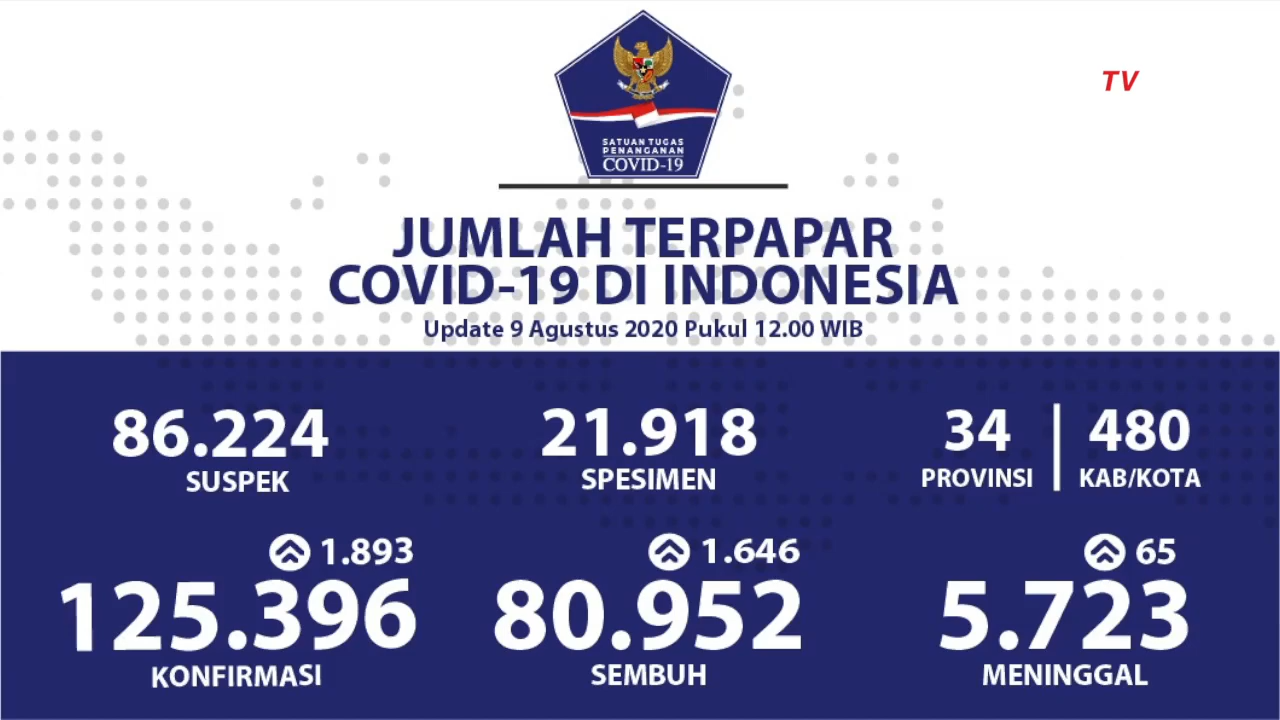 TV
SATUAN TUGAS
PENANGANAN
COVID-19
JUMLAH TERPAPAR
COVID-19 DI INDONESIA
Update 9 Agustus 2020 Pukul 12.00 WIB
86.224
SUSPEK
21.918
SPESIMEN
34
PROVINSI
480
KAB/KOTA
1.893
125.396
KONFIRMASI
1.646
80.952
SEMBUH
65
5.723
MENINGGAL